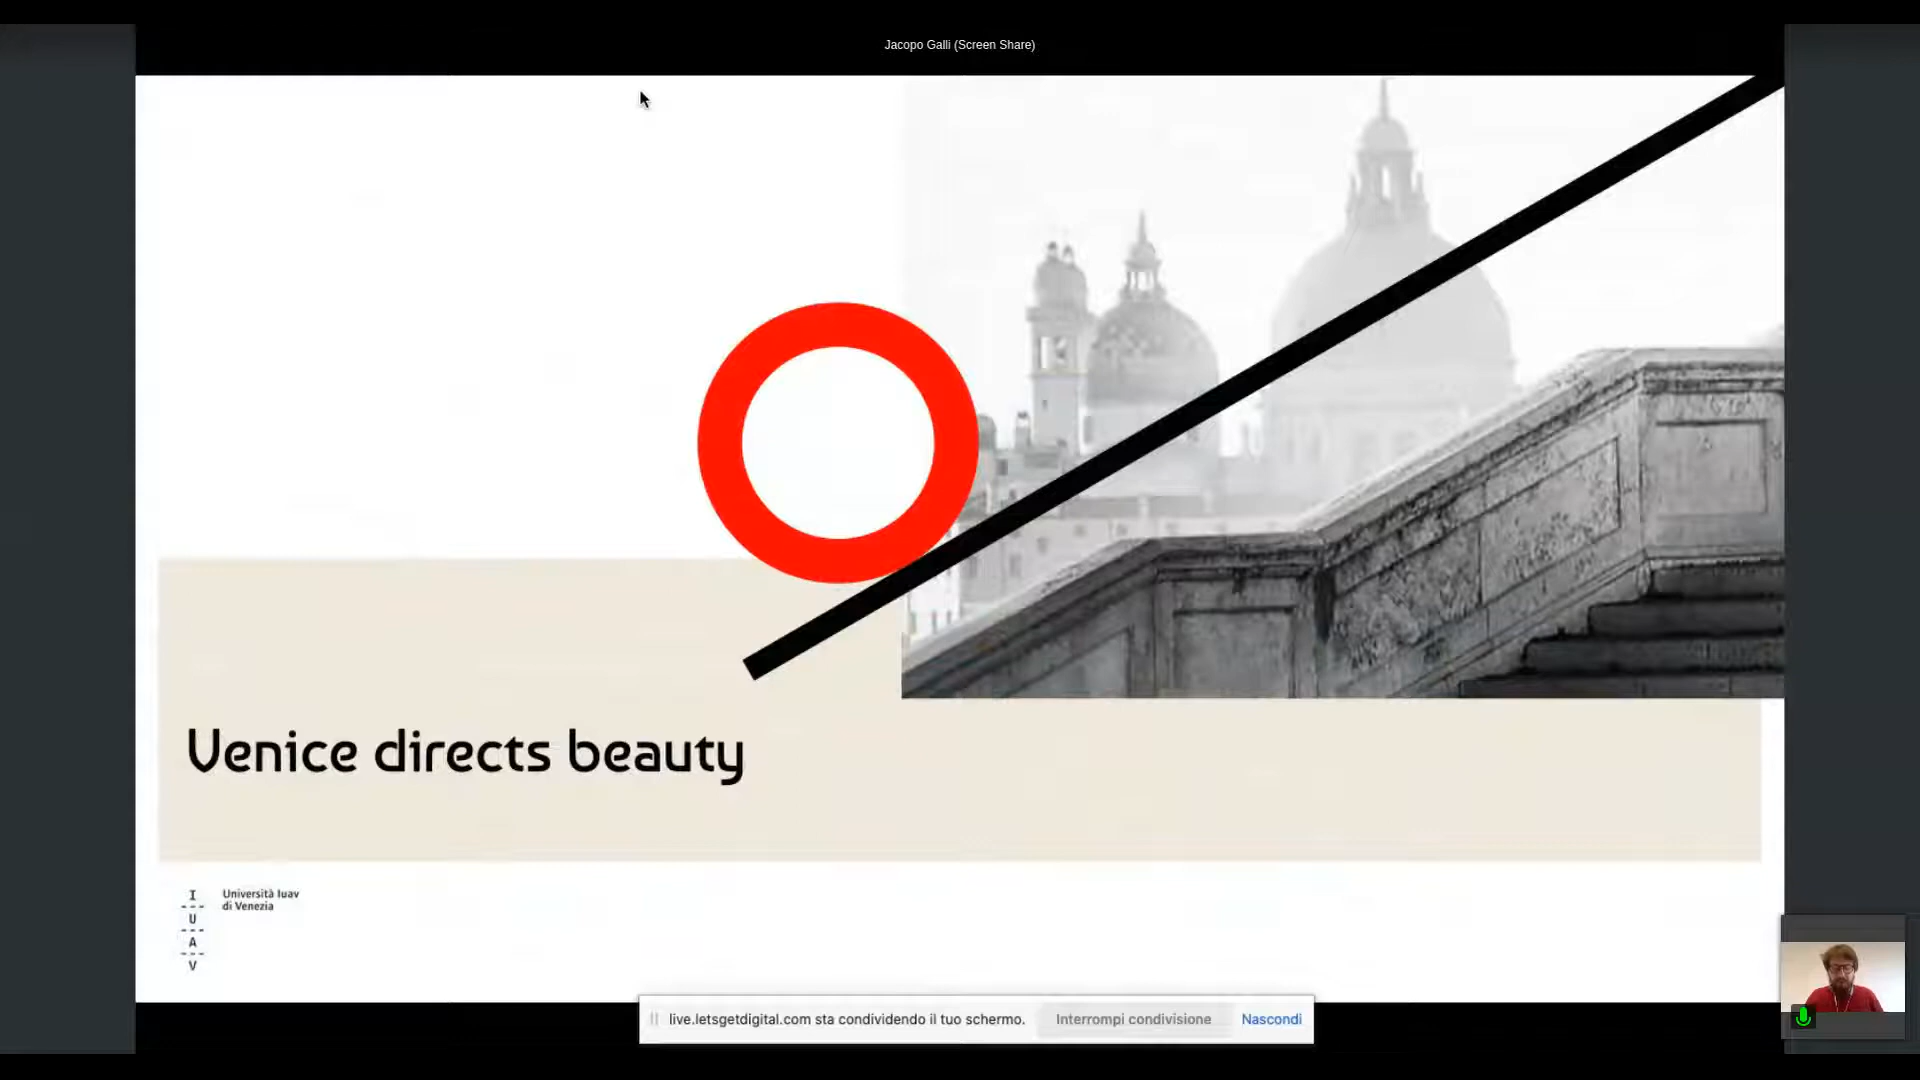 Jacopo Galli (Screen Share)
Venice directs beauty
I
U
A
V
Università Iuav
di Venezia
live.letsgetdigital.com sta condividendo il tuo schermo.
Interrompi condivisione
Nascondi